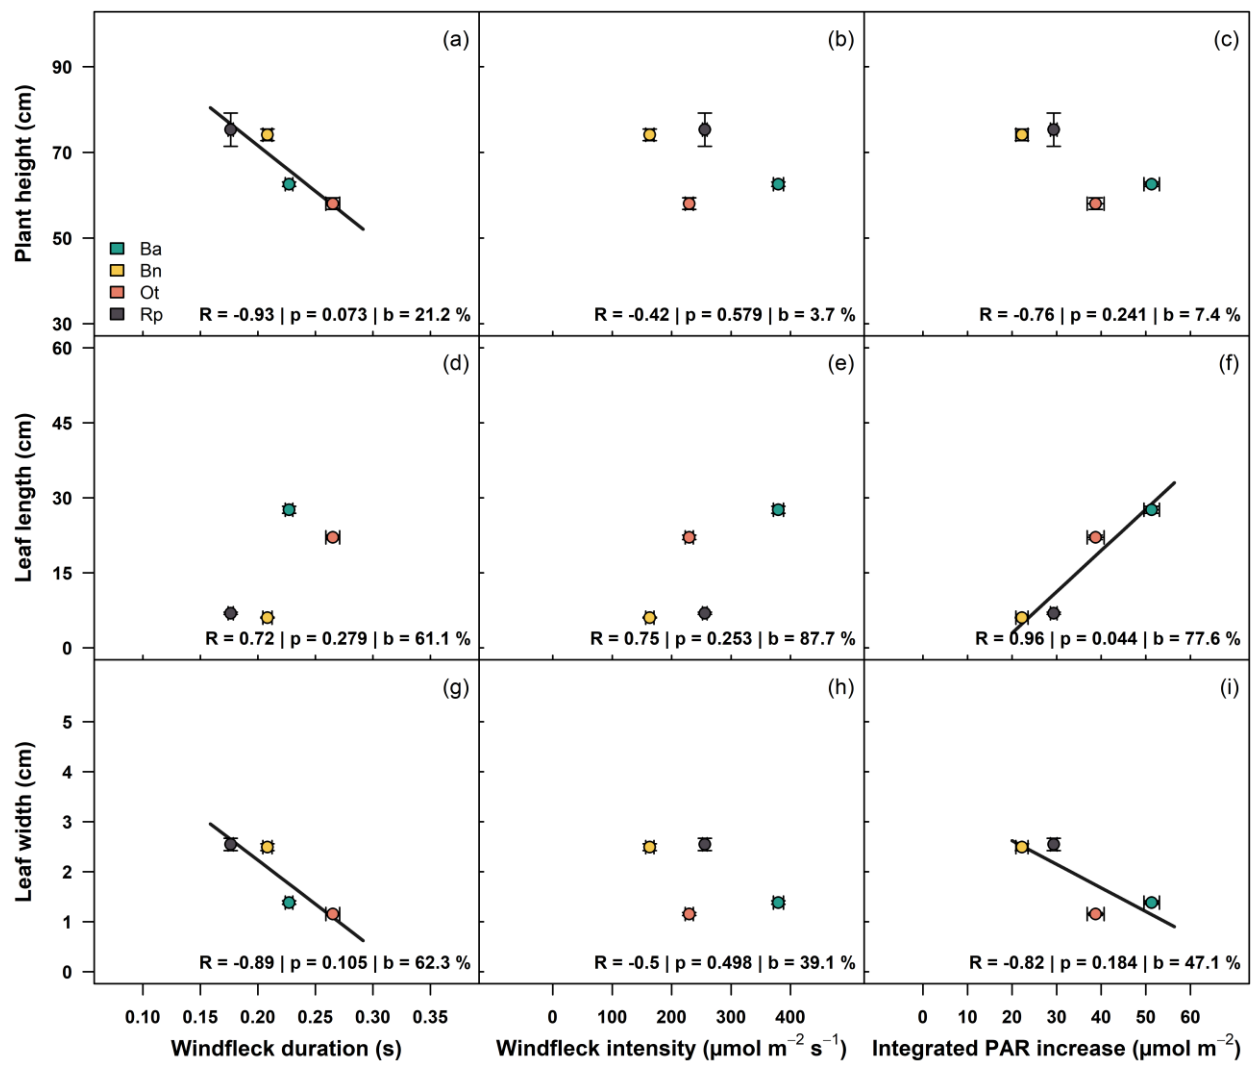 (a)
(b)
(c)
Plant height (cm)
90
70
50
30
Ba
Bn
Ot
Rp
R = -0.93 | p = 0.073 | b = 21.2 %
R = -0.42 | p = 0.579 | b = 3.7 %
R = -0.76 | p = 0.241 | b = 7.4 %
(d)
(e)
(f)
Leaf length (cm)
60
45
30
15
0
R = 0.72 | p = 0.279 | b = 61.1 %
R = 0.75 | p = 0.253 | b = 87.7 %
R = 0.96 | p = 0.044 | b = 77.6 %
(g)
(h)
(i)
Leaf width (cm)
5
4
3
2
1
0
R = -0.89 | p = 0.105 | b = 62.3 %
R = -0.5 | p = 0.498 | b = 39.1 %
R = -0.82 | p = 0.184 | b = 47.1 %
0.10 0.15 0.20 0.25 0.30 0.35
0 100 200 300 400
0 10 20 30 40 50 60
Windfleck duration (s)
Windfleck intensity (µmol m⁻² s⁻¹)
Integrated PAR increase (µmol m⁻²)